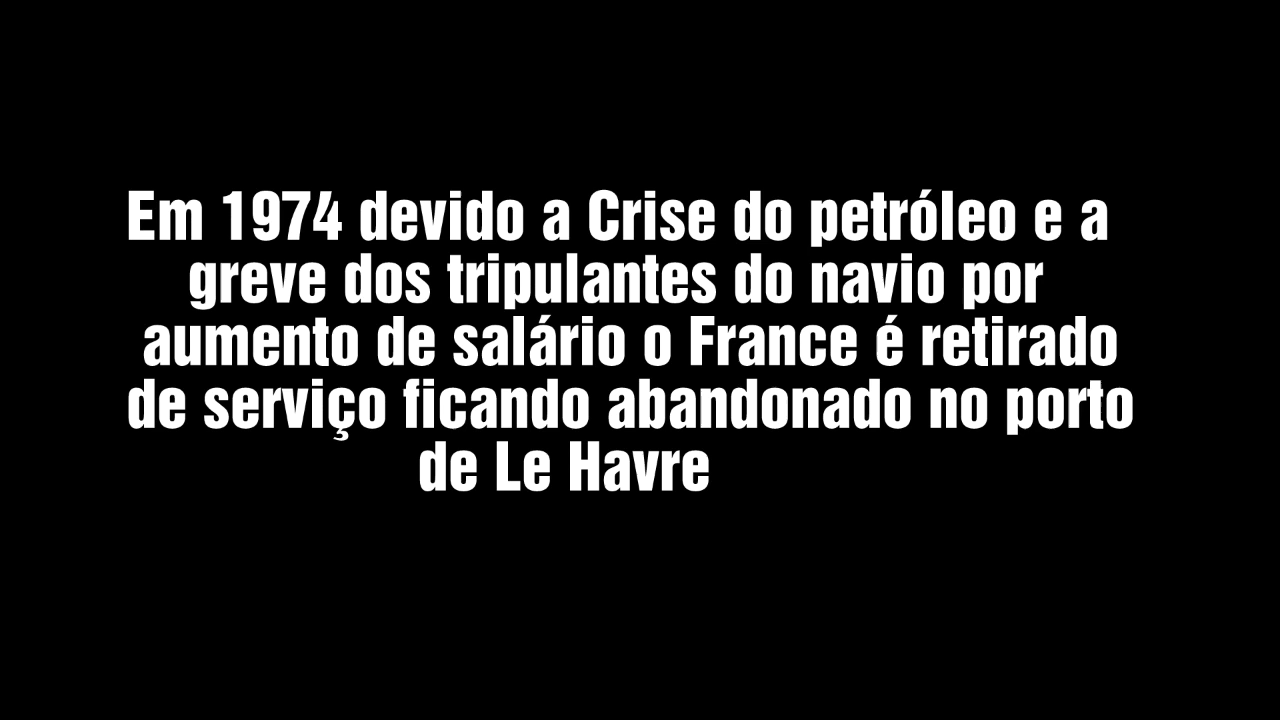 Em 1974 devido a Crise do petróleo e a
greve dos tripulantes do navio por
aumento de salário o France é retirado
de serviço ficando abandonado no porto
de Le Havre